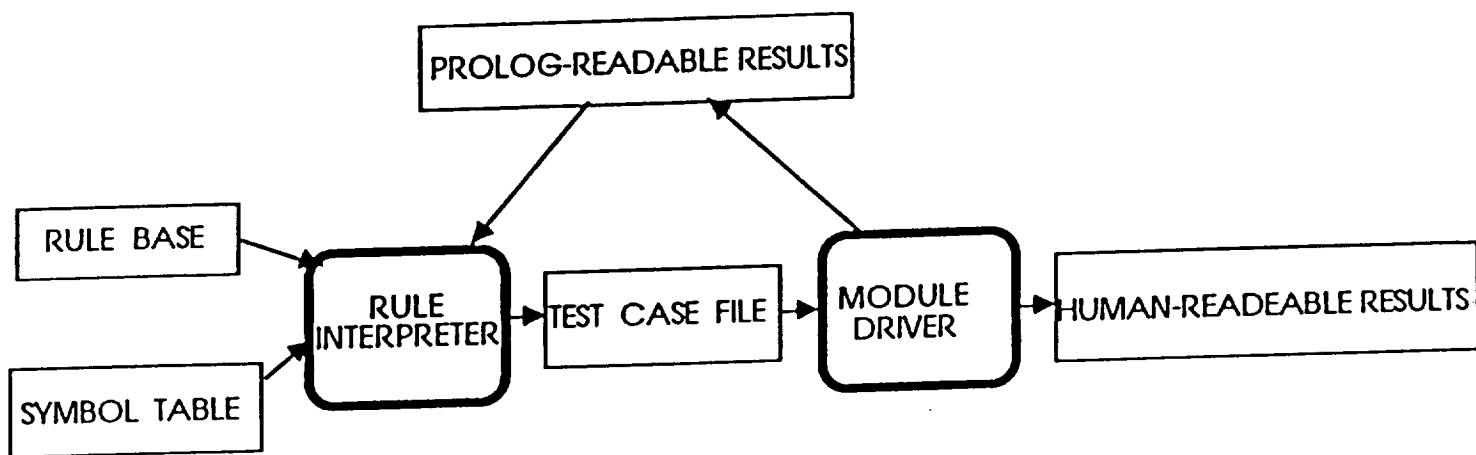 PROLOG-READABLE RESULTS
RULE BASE
RULE
INTERPRETER
TEST CASE FILE
MODULE
DRIVER
HUMAN-READEABLE RESULTS
SYMBOL TABLE